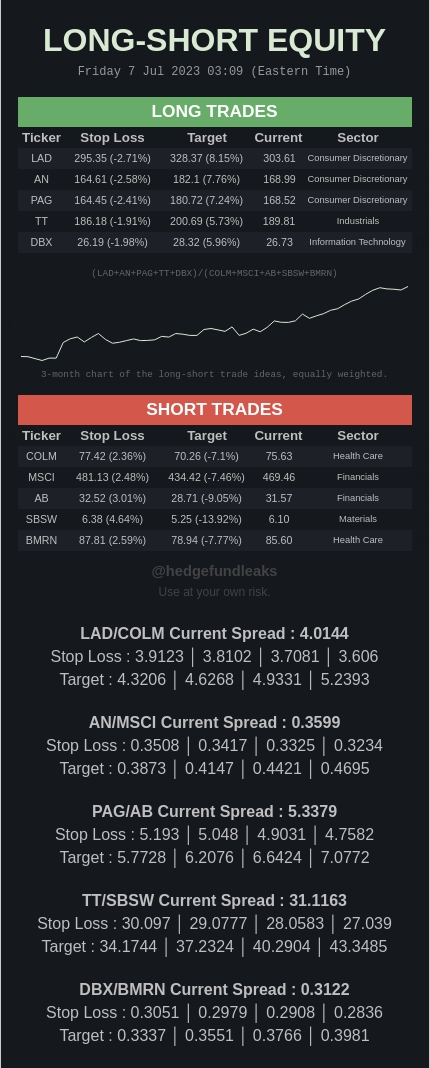 LONG-SHORT EQUITY
Friday 7 Jul 2023 03:09 (Eastern Time)
LONG TRADES
Ticker Stop Loss Target Current Sector
LAD 295.35 (-2.71%) 328.37 (8.15%) 303.61 Consumer Discretionary
AN 164.61 (-2.58%) 182.1 (7.76%) 168.99 Consumer Discretionary
PAG 164.45 (-2.41%) 180.72 (7.24%) 168.52 Consumer Discretionary
TT 186.18 (-1.91%) 200.69 (5.73%) 189.81 Industrials
DBX 26.19 (-1.98%) 28.32 (5.96%) 26.73 Information Technology
(LAD+AN+PAG+TT+DBX)/(COLM+MSCI+AB+SBSW+BMRN)
3-month chart of the long-short trade ideas, equally weighted.
SHORT TRADES
Ticker Stop Loss Target Current Sector
COLM 77.42 (2.36%) 70.26 (-7.1%) 75.63 Health Care
MSCI 481.13 (2.48%) 434.42 (-7.46%) 469.46 Financials
AB 32.52 (3.01%) 28.71 (-9.05%) 31.57 Financials
SBSW 6.38 (4.64%) 5.25 (-13.92%) 6.10 Materials
BMRN 87.81 (2.59%) 78.94 (-7.77%) 85.60 Health Care
@hedgefundleaks
Use at your own risk.
LAD/COLM Current Spread : 4.0144
Stop Loss : 3.9123 │ 3.8102 │ 3.7081 │ 3.606
Target : 4.3206 │ 4.6268 │ 4.9331 │ 5.2393
AN/MSCI Current Spread : 0.3599
Stop Loss : 0.3508 │ 0.3417 │ 0.3325 │ 0.3234
Target : 0.3873 │ 0.4147 │ 0.4421 │ 0.4695
PAG/AB Current Spread : 5.3379
Stop Loss : 5.193 │ 5.048 │ 4.9031 │ 4.7582
Target : 5.7728 │ 6.2076 │ 6.6424 │ 7.0772
TT/SBSW Current Spread : 31.1163
Stop Loss : 30.097 │ 29.0777 │ 28.0583 │ 27.039
Target : 34.1744 │ 37.2324 │ 40.2904 │ 43.3485
DBX/BMRN Current Spread : 0.3122
Stop Loss : 0.3051 │ 0.2979 │ 0.2908 │ 0.2836
Target : 0.3337 │ 0.3551 │ 0.3766 │ 0.3981